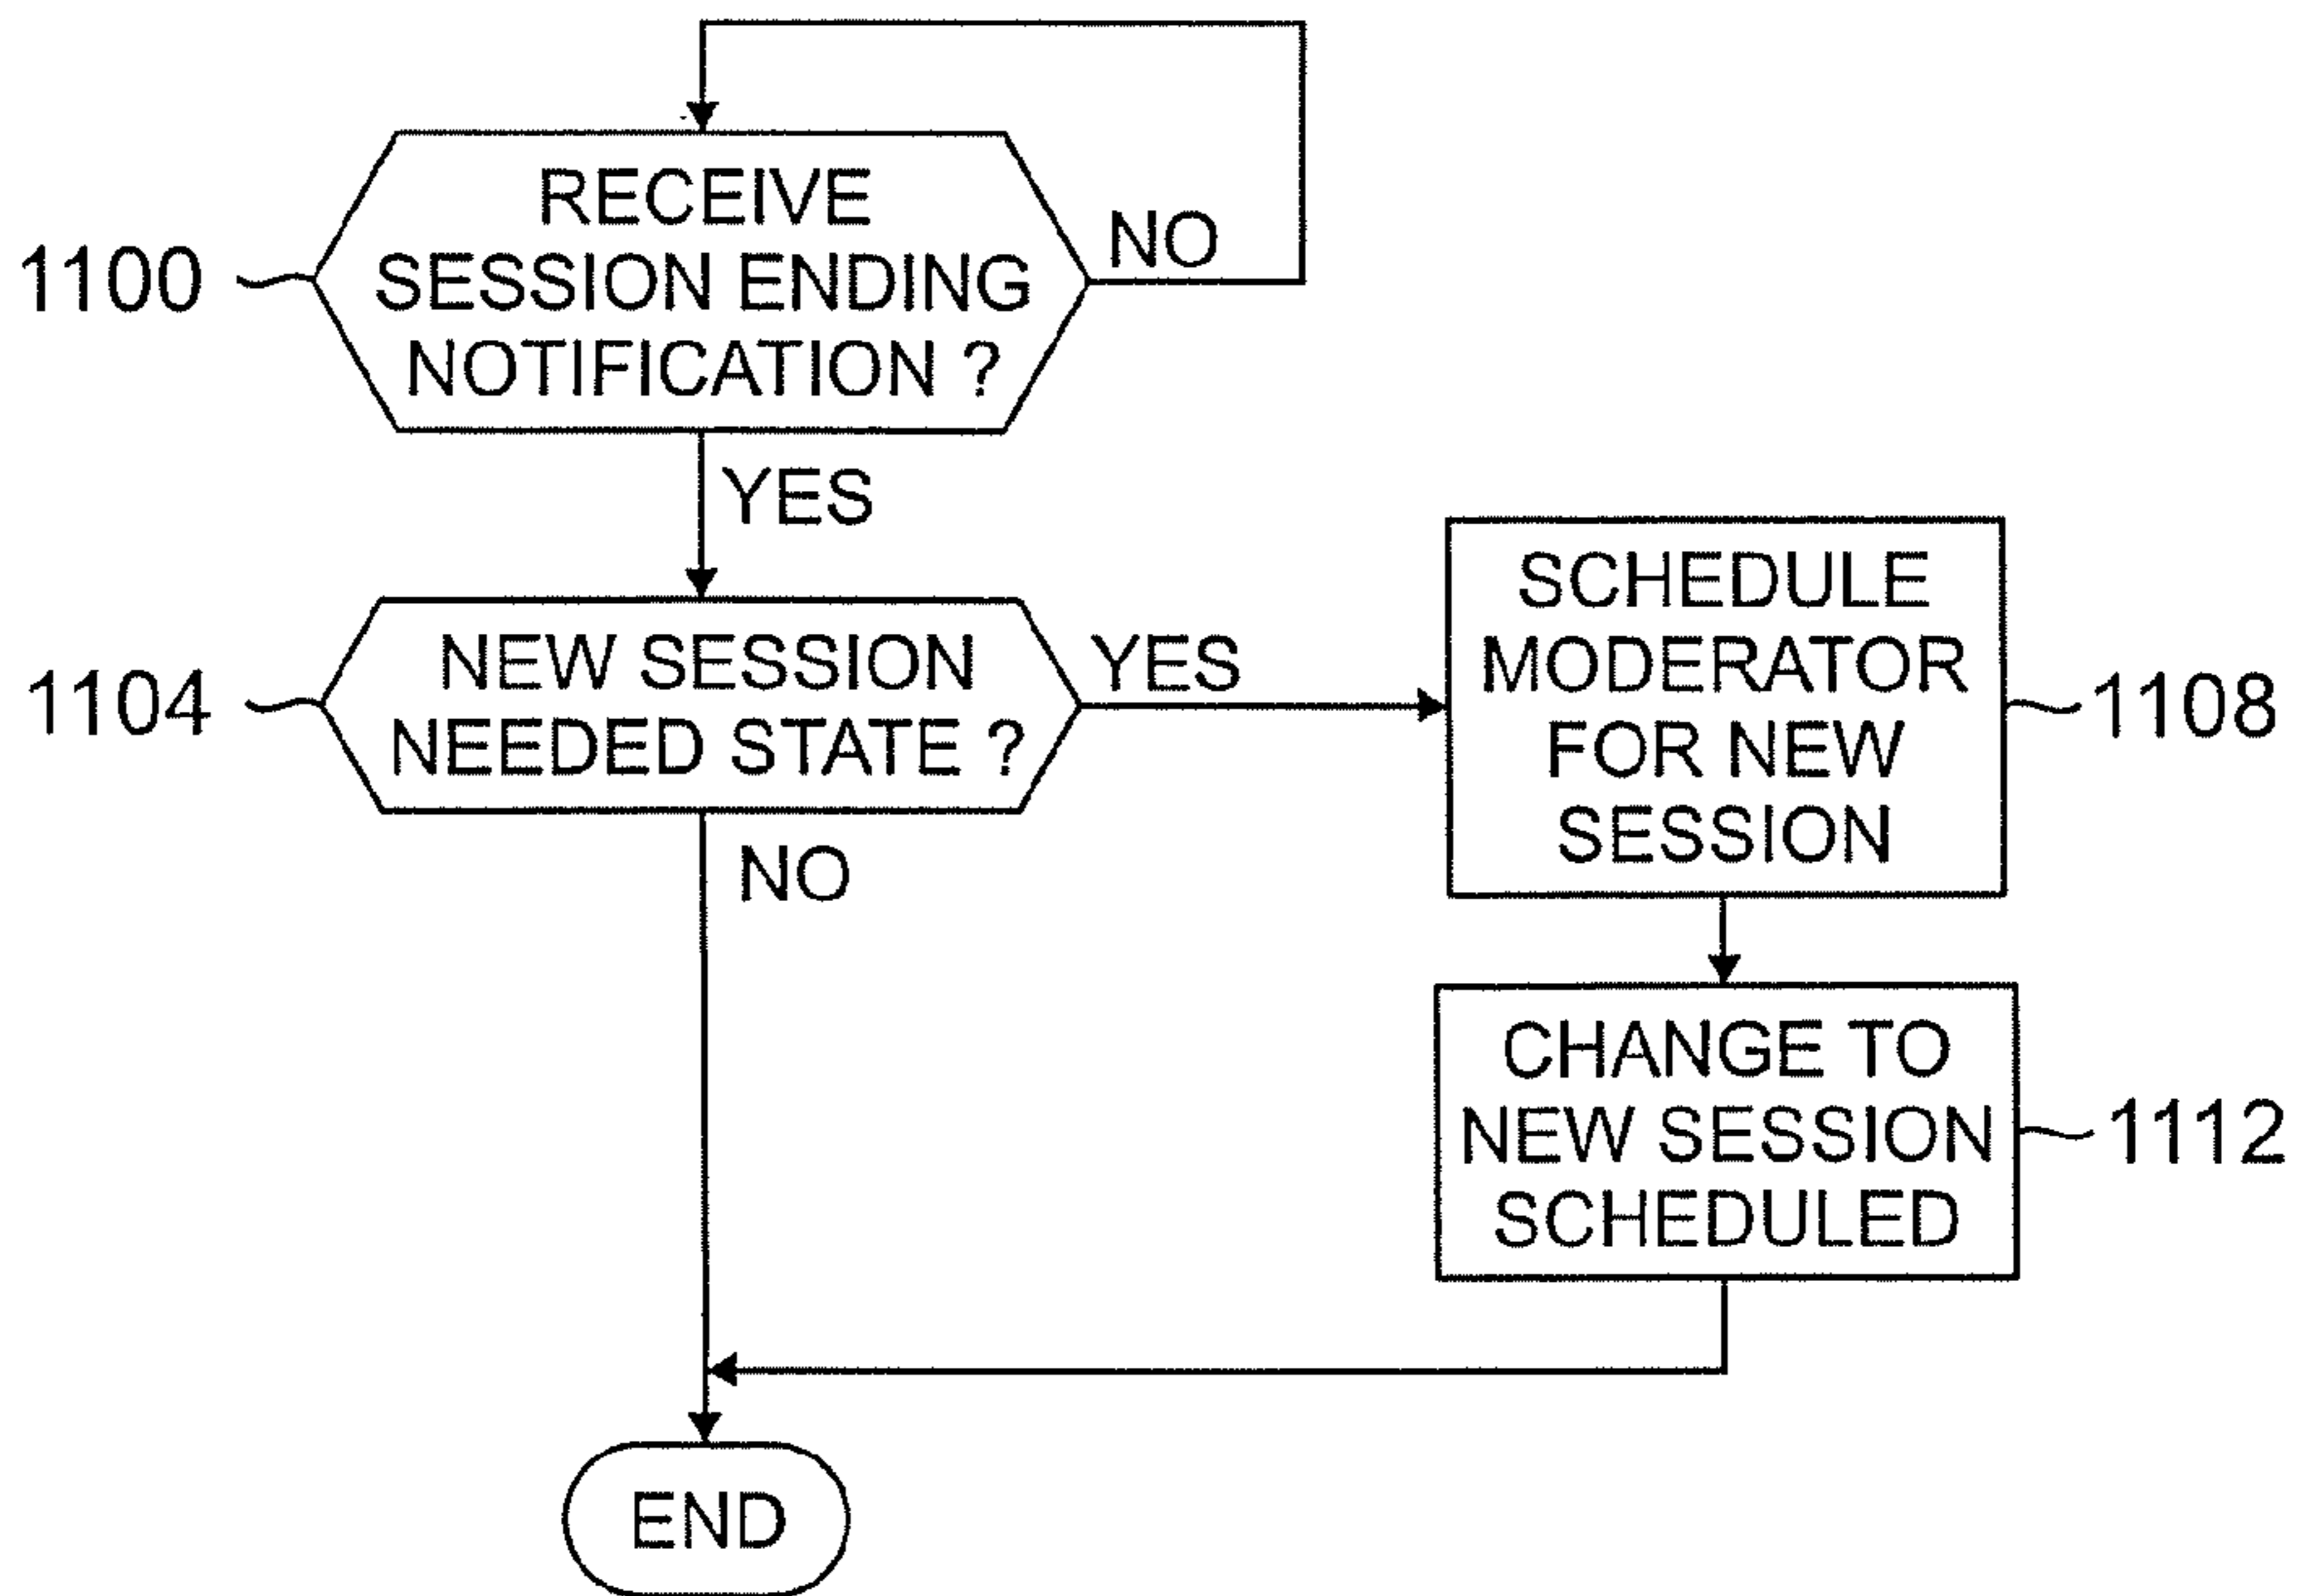 RECEIVE
SESSION ENDING
NOTIFICATION ?
NO
1100
YES
NEW SESSION
NEEDED STATE ?
YES
1104
NO
SCHEDULE
MODERATOR
FOR NEW
SESSION
1108
CHANGE TO
NEW SESSION
SCHEDULED
1112
END